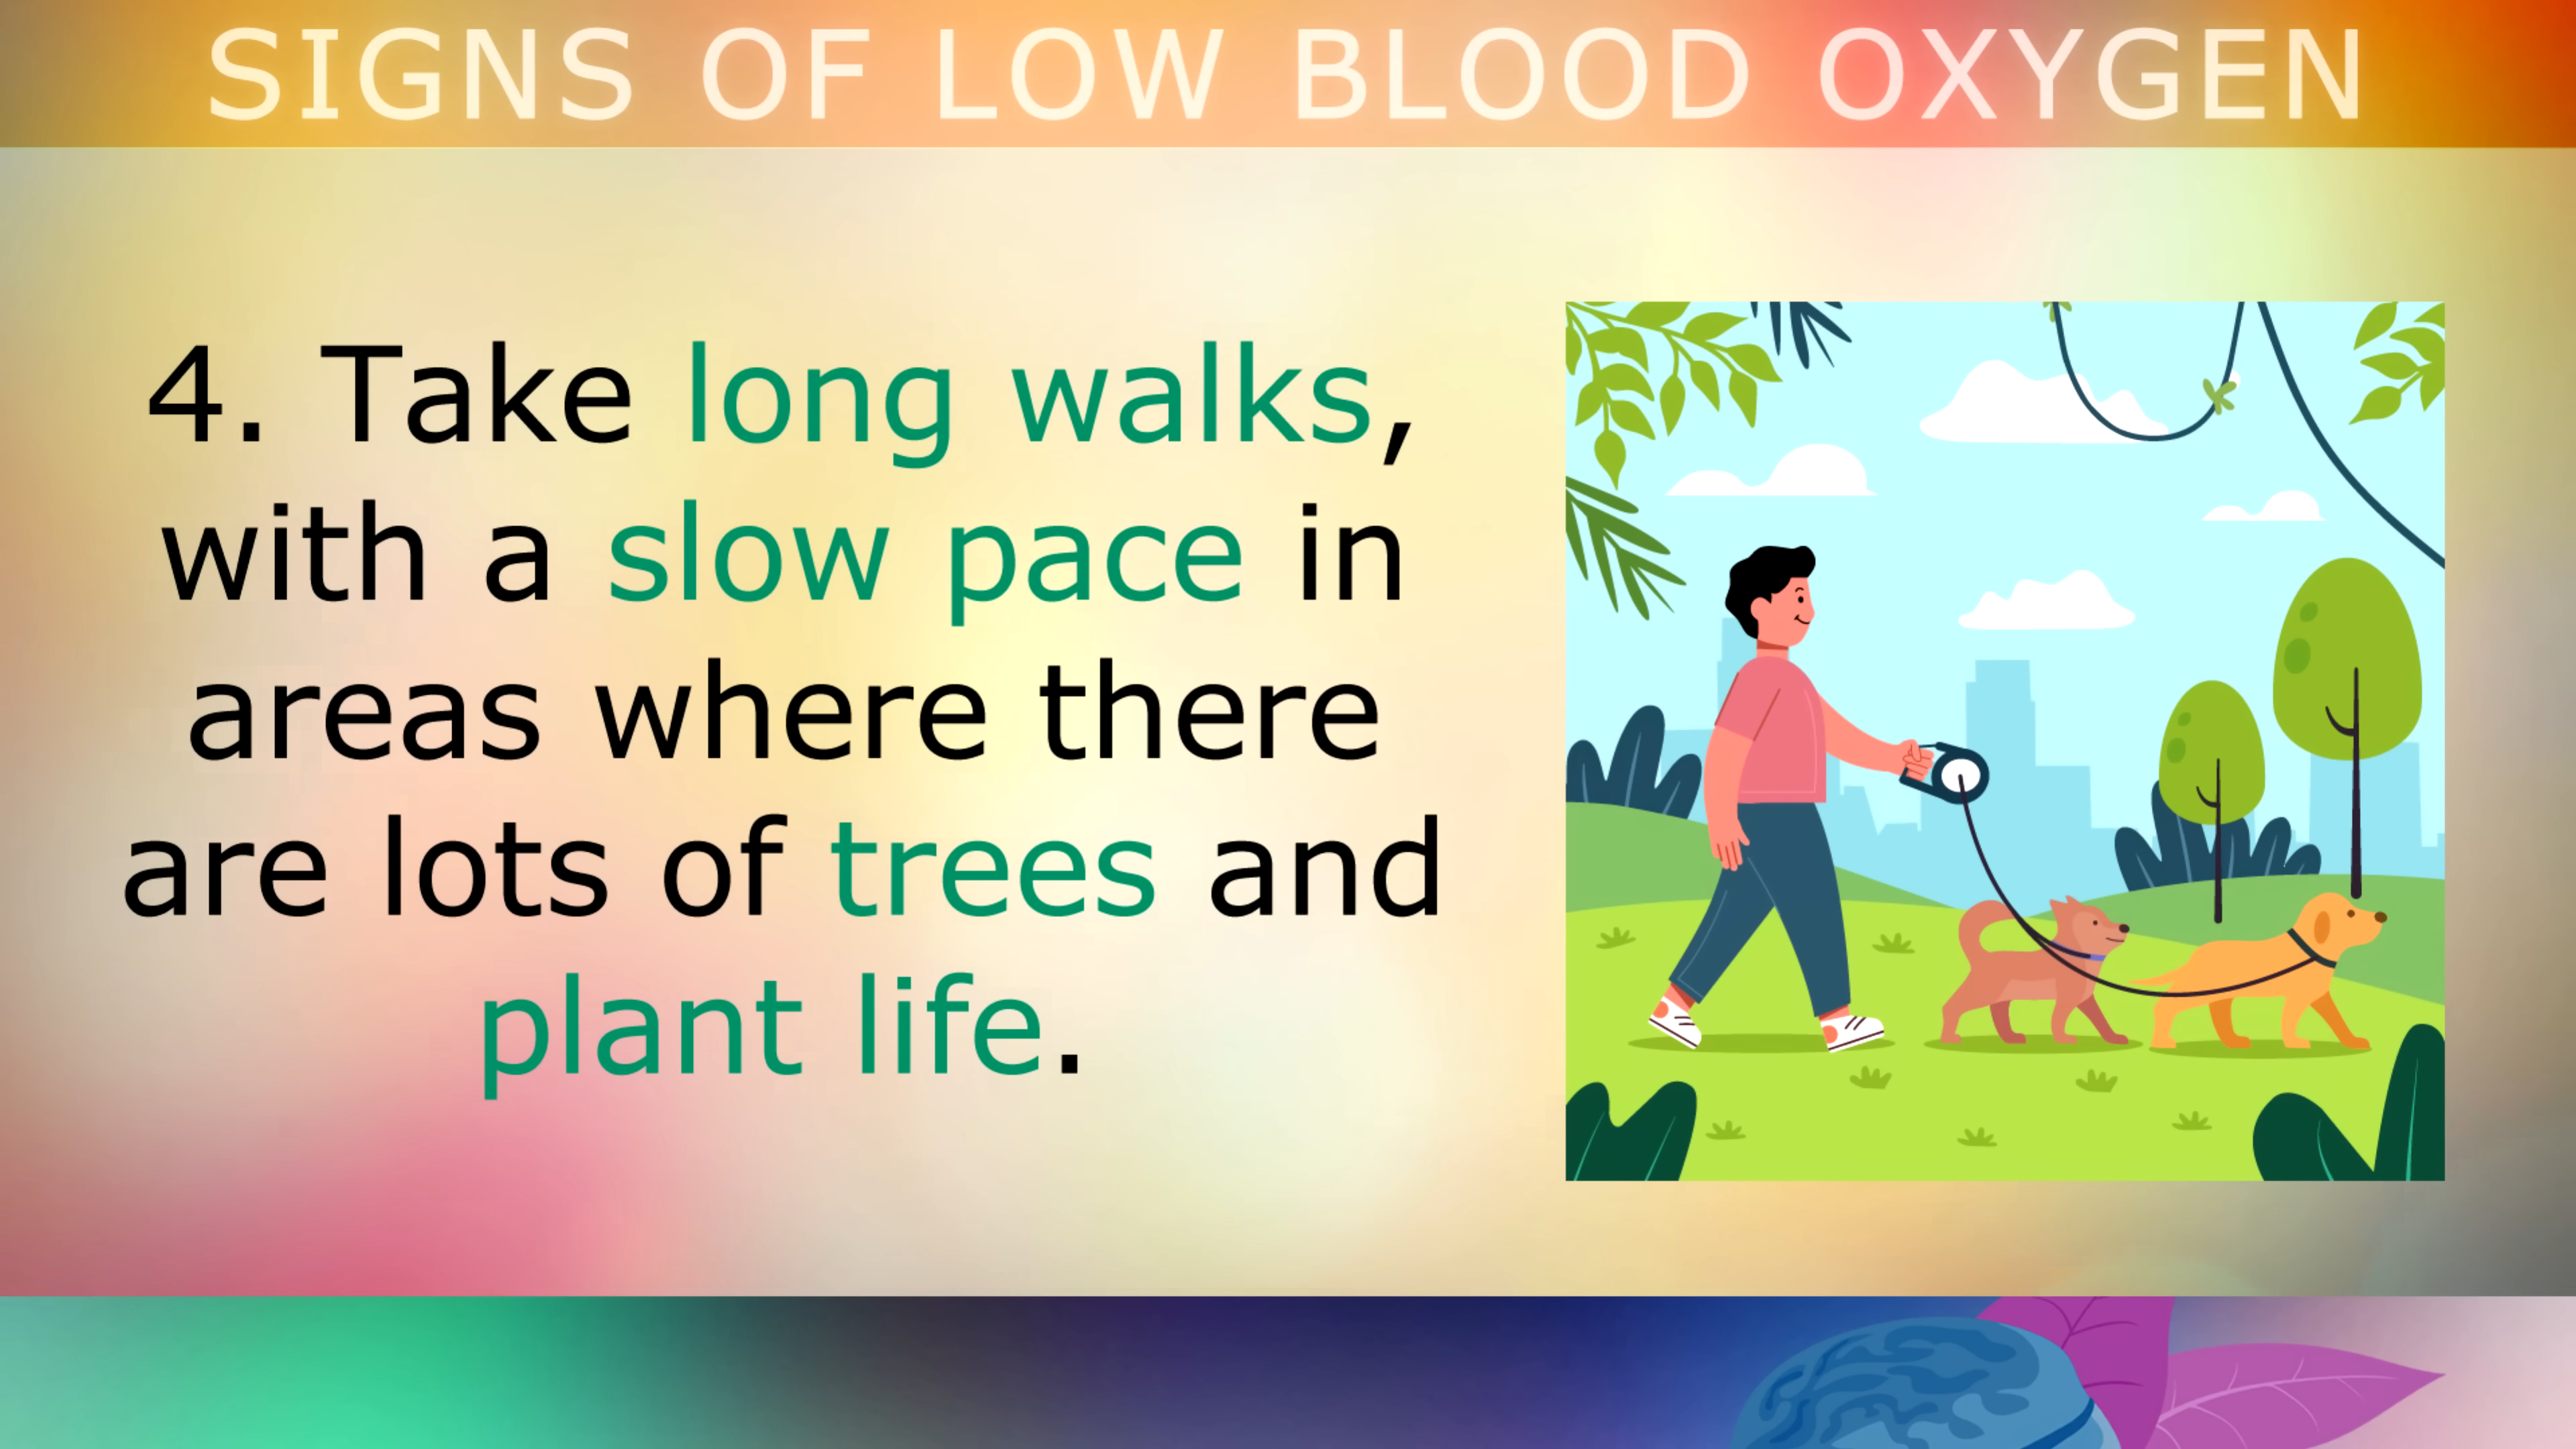 SIGNS OF LOW BLOOD OXYGEN
4. Take long walks,
with a slow pace in
areas where there
are lots of trees and
plant life.